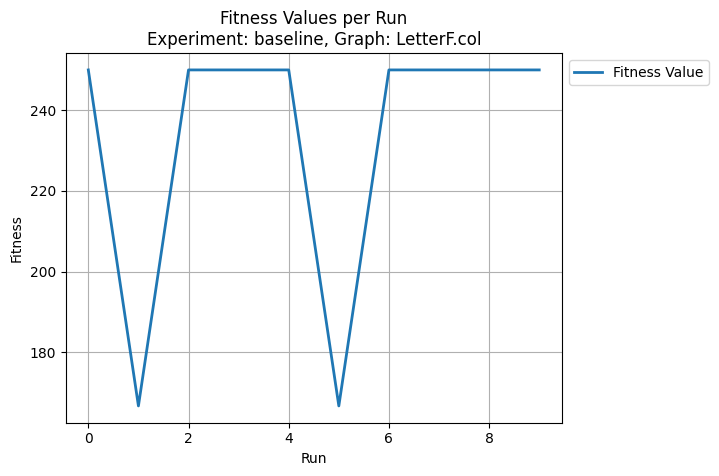 Fitness Values per Run
Experiment: baseline, Graph: LetterF.col
Fitness Value
240
220
200
180
Fitness
0 2 4 6 8
Run